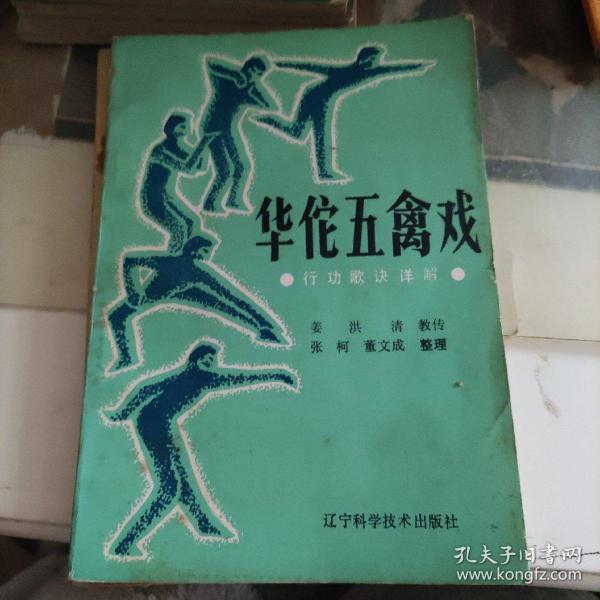 华佗五禽戏
●行功歌诀详解●
姜洪清 教传
张柯 董文成 整理
辽宁科学技术出版社
孔夫子旧书网
www.kongfz.com